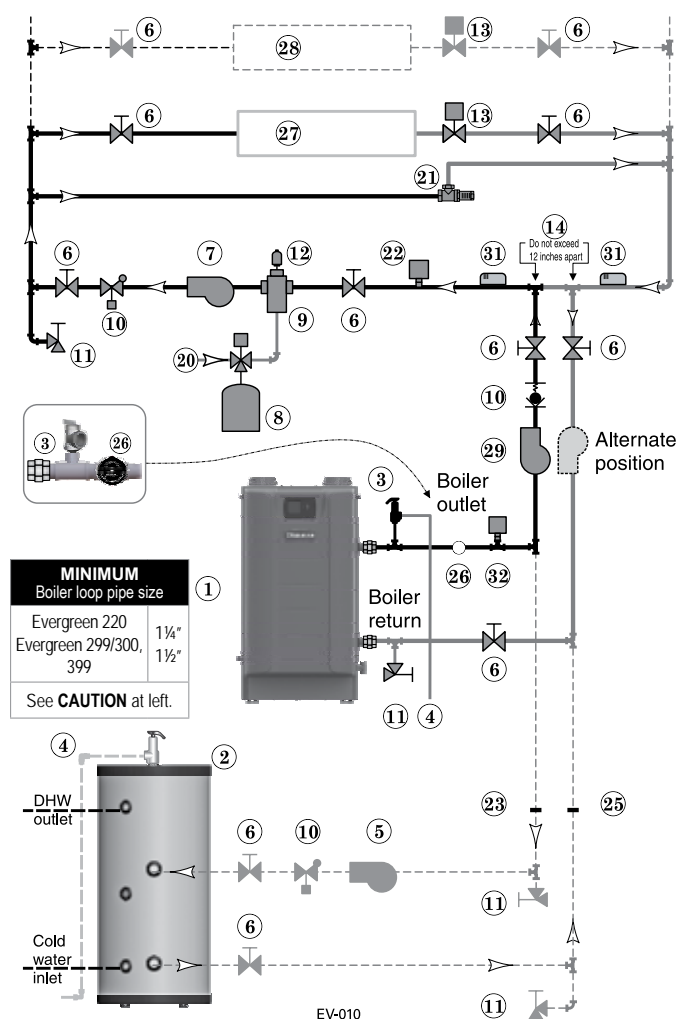 6
28
13
6
6
27
13
6
21
14
Do not exceed
12 inches apart
6
7
12
22
31
31
10
9
6
11
20
8
6
6
10
29
Alternate
position
3
26
3
Boiler
outlet
26
32
MINIMUM
Boiler loop pipe size
Evergreen 220 1¼"
Evergreen 299/300,
399 1½"
See CAUTION at left.
1
Boiler
return
6
11
4
4
2
DHW
outlet
23
25
6
10
5
11
6
Cold
water
inlet
11
EV-010